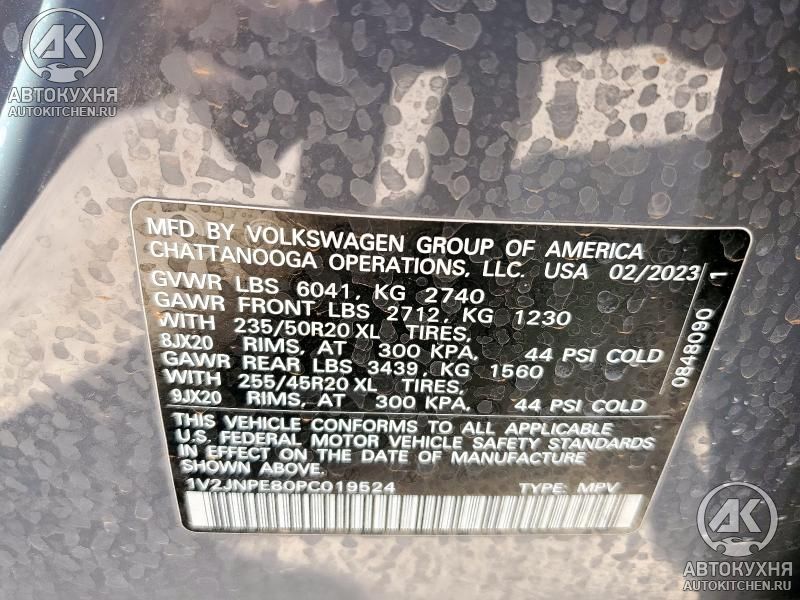 АК
АВТОКУХНЯ
AUTOKITCHEN.RU
MFD BY VOLKSWAGEN GROUP OF AMERICA
CHATTANOOGA OPERATIONS, LLC. USA 02/2023
GVWR LBS 6041, KG 2740
GAWR FRONT LBS 2712, KG 1230
WITH 235/50R20 XL TIRES,
8JX20 RIMS, AT 300 KPA, 44 PSI COLD
GAWR REAR LBS 3439, KG 1560
WITH 255/45R20 XL TIRES,
9JX20 RIMS, AT 300 KPA, 44 PSI COLD
THIS VEHICLE CONFORMS TO ALL APPLICABLE
U.S. FEDERAL MOTOR VEHICLE SAFETY STANDARDS
IN EFFECT ON THE DATE OF MANUFACTURE
SHOWN ABOVE.
1V2JNPE80PC019524 TYPE: MPV
0848090 1
АК
АВТОКУХНЯ
AUTOKITCHEN.RU